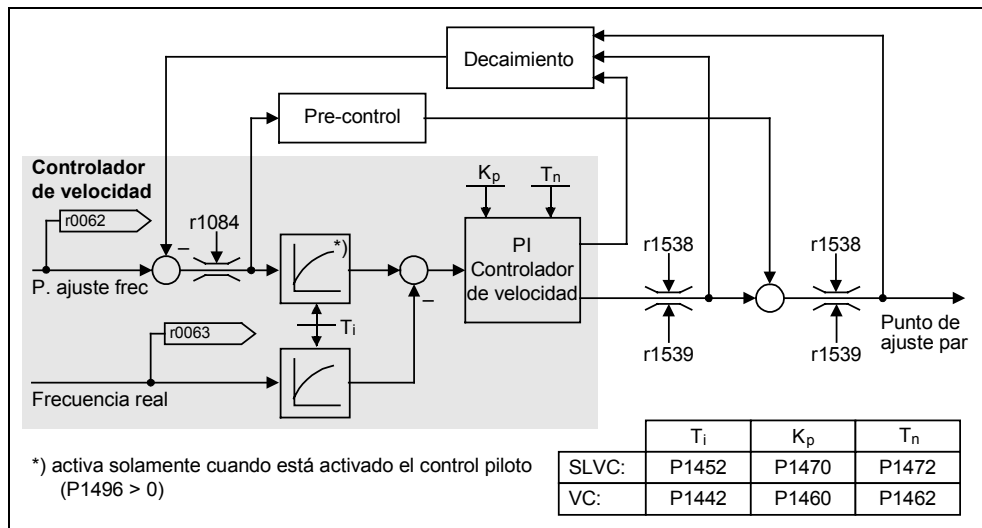 Decaimiento
Pre-control
Controlador
de velocidad
r0062
r1084
–
P. ajuste frec
*)
–
Kp
Tn
PI
Controlador
de velocidad
r1538
r1538
r1539
r1539
Punto de
ajuste par
Ti
r0063
Frecuencia real
*) activa solamente cuando está activado el control piloto
(P1496 > 0)
Ti Kp Tn
SLVC: P1452 P1470 P1472
VC: P1442 P1460 P1462